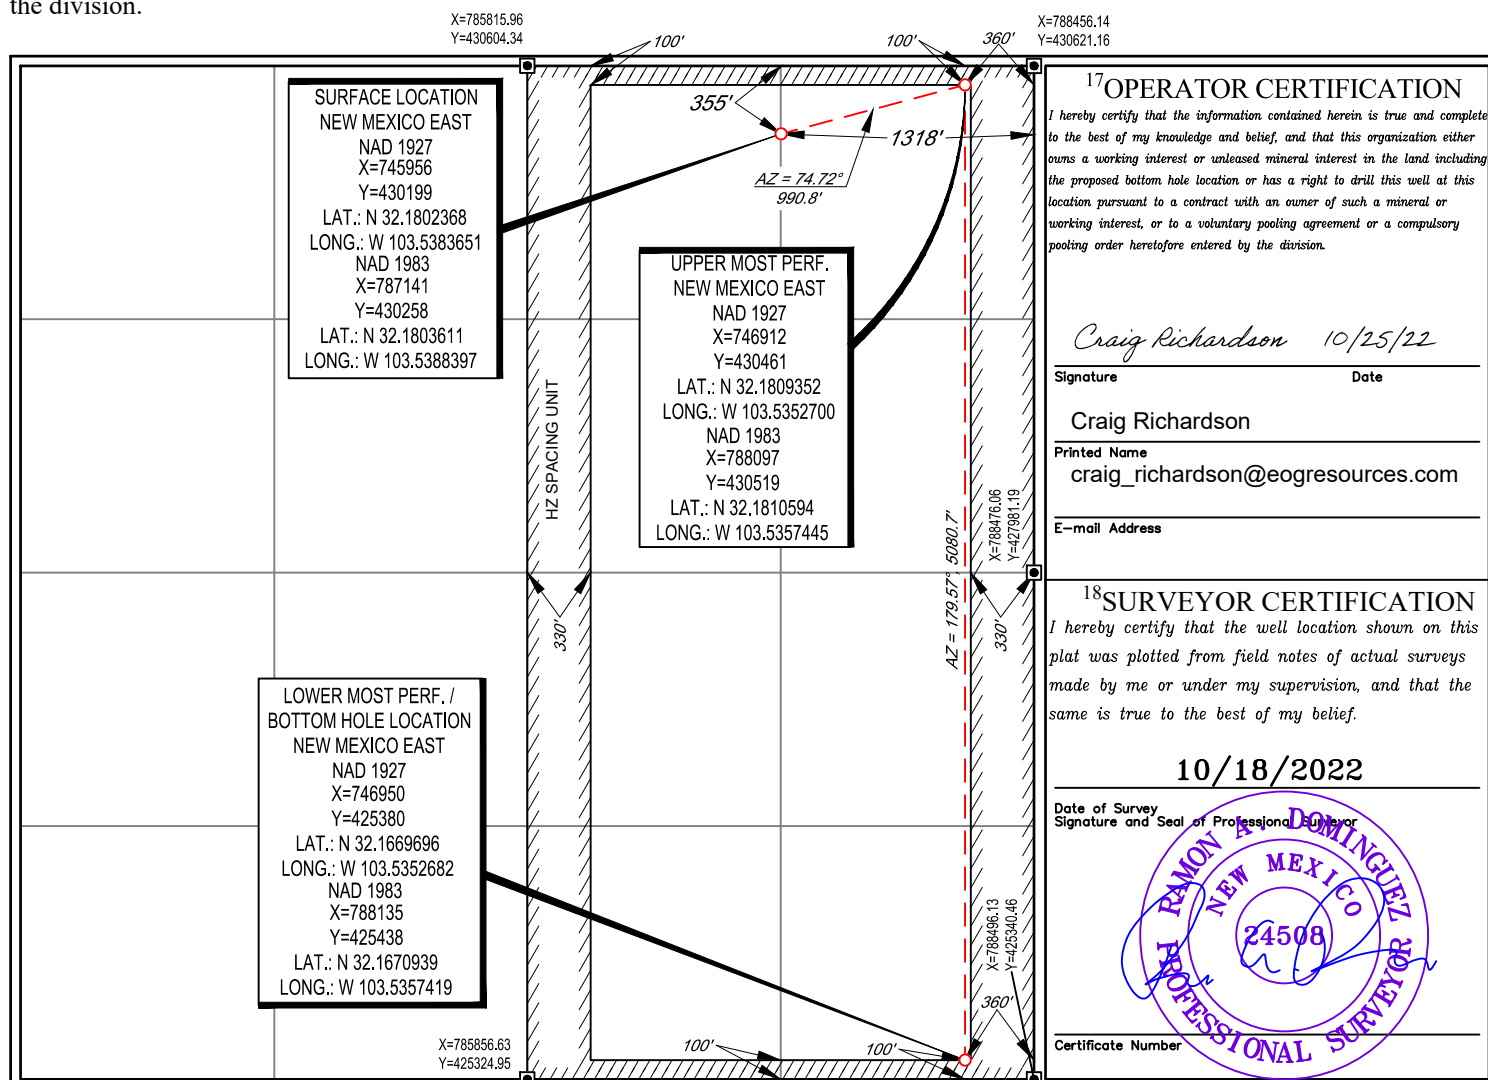 the division.
X=785815.96
Y=430604.34
X=788456.14
Y=430621.16
100'
100'
360'
355'
1318'
AZ = 74.72°
990.8'
SURFACE LOCATION
NEW MEXICO EAST
NAD 1927
X=745956
Y=430199
LAT.: N 32.1802368
LONG.: W 103.5383651
NAD 1983
X=787141
Y=430258
LAT.: N 32.1803611
LONG.: W 103.5388397
UPPER MOST PERF.
NEW MEXICO EAST
NAD 1927
X=746912
Y=430461
LAT.: N 32.1809352
LONG.: W 103.5352700
NAD 1983
X=788097
Y=430519
LAT.: N 32.1810594
LONG.: W 103.5357445
HZ SPACING UNIT
X=788476.06
Y=427981.19
AZ = 179.57°, 5080.7'
330'
330'
LOWER MOST PERF. /
BOTTOM HOLE LOCATION
NEW MEXICO EAST
NAD 1927
X=746950
Y=425380
LAT.: N 32.1669696
LONG.: W 103.5352682
NAD 1983
X=788135
Y=425438
LAT.: N 32.1670939
LONG.: W 103.5357419
X=788496.13
Y=425340.46
360'
X=785856.63
Y=425324.95
100'
100'
17OPERATOR CERTIFICATION
I hereby certify that the information contained herein is true and complete
to the best of my knowledge and belief, and that this organization either
owns a working interest or unleased mineral interest in the land including
the proposed bottom hole location or has a right to drill this well at this
location pursuant to a contract with an owner of such a mineral or
working interest, or to a voluntary pooling agreement or a compulsory
pooling order heretofore entered by the division.
Craig Richardson 10/25/22
Signature Date
Craig Richardson
Printed Name
craig_richardson@eogresources.com
E-mail Address
18SURVEYOR CERTIFICATION
I hereby certify that the well location shown on this
plat was plotted from field notes of actual surveys
made by me or under my supervision, and that the
same is true to the best of my belief.
10/18/2022
Date of Survey
Signature and Seal of Professional Surveyor
RAMON A. DOMINGUEZ
NEW MEXICO
24508
PROFESSIONAL SURVEYOR
Certificate Number